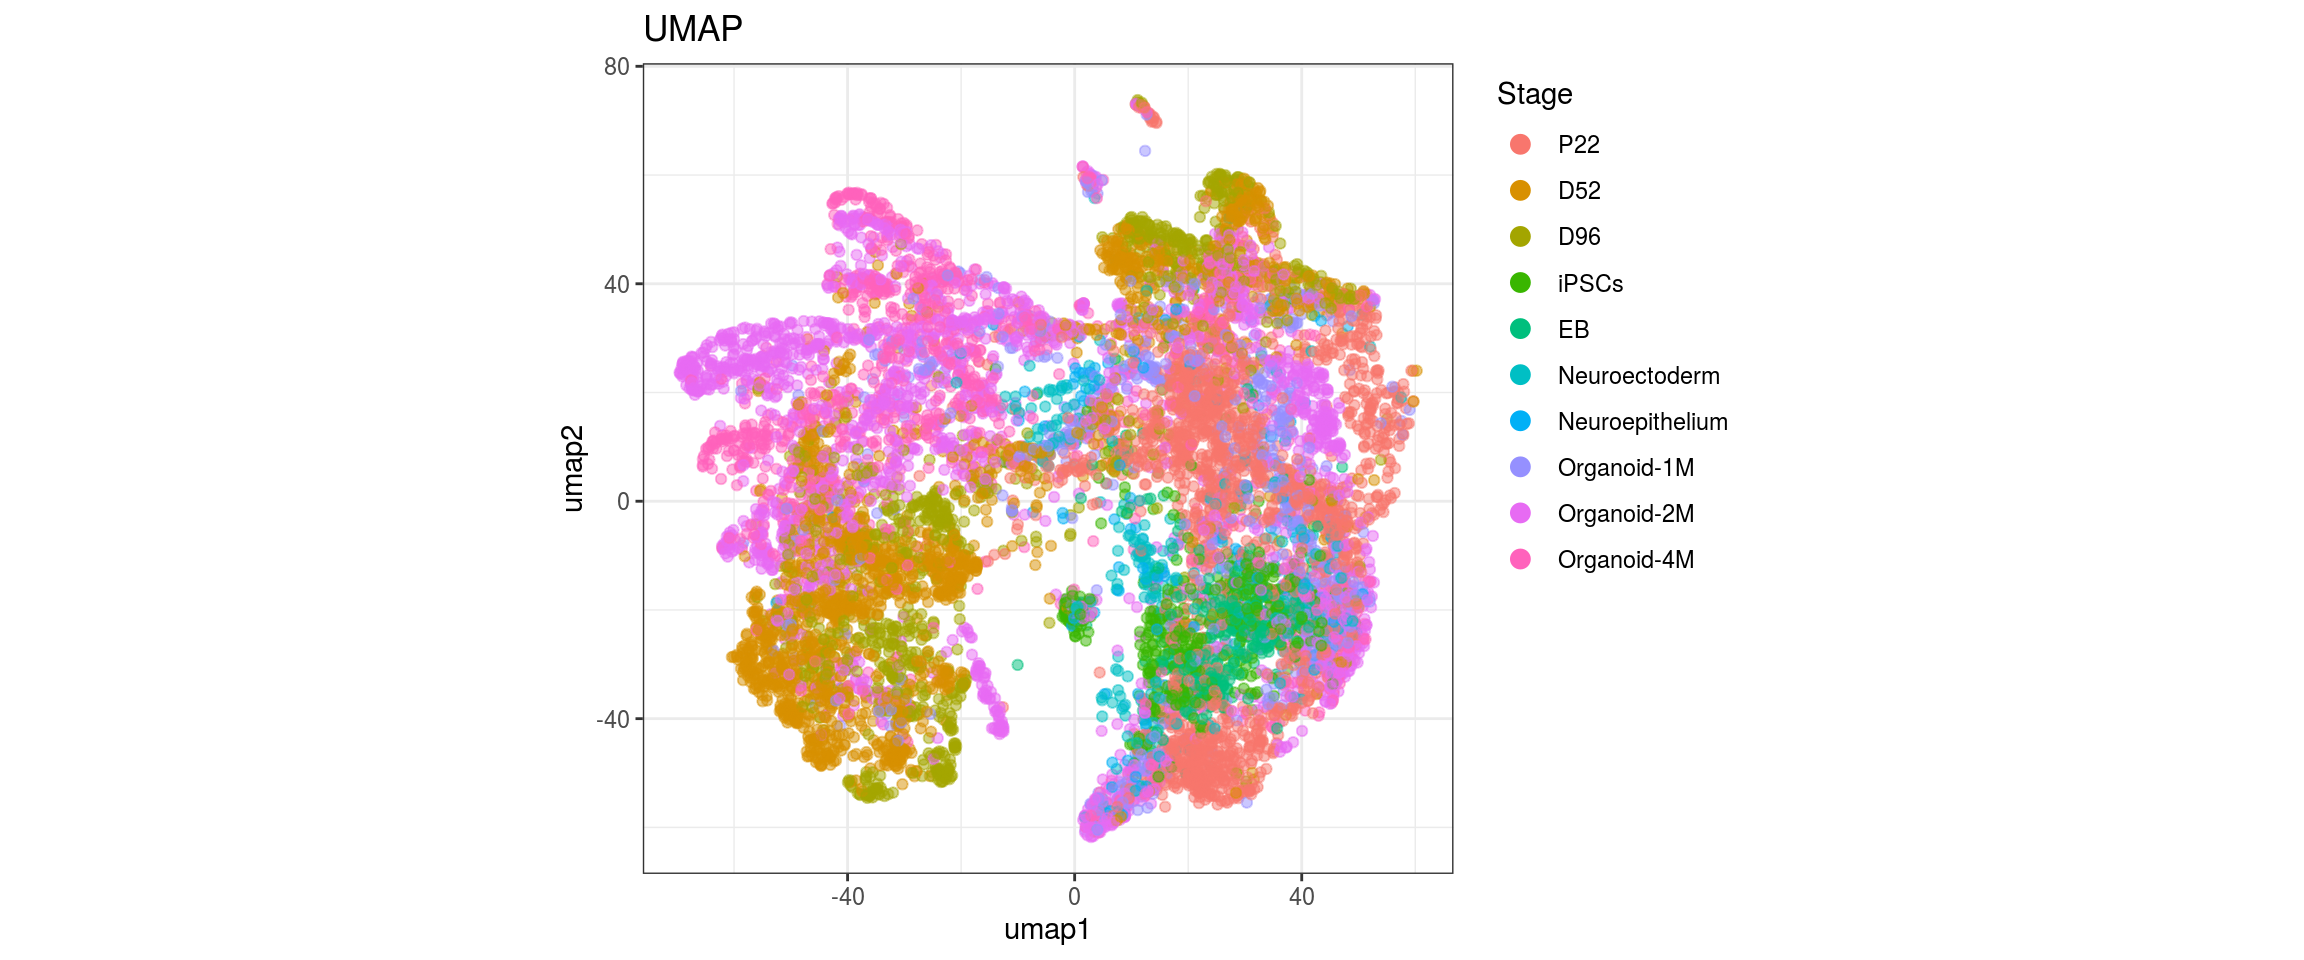 UMAP
80
40
0
-40
umap2
-40
0
40
umap1
Stage
P22
D52
D96
iPSCs
EB
Neuroectoderm
Neuroepithelium
Organoid-1M
Organoid-2M
Organoid-4M